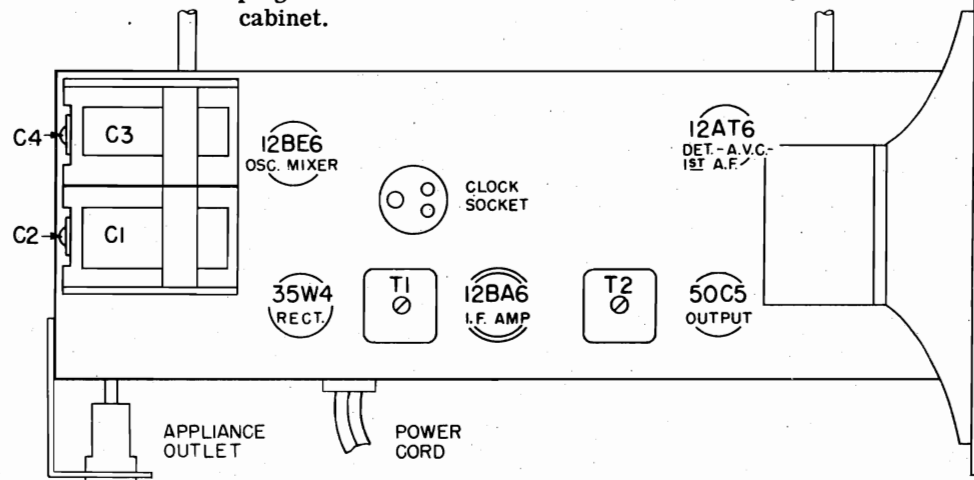 cabinet.
C4
C3
12BE6
OSC. MIXER
12AT6
DET.-A.V.C.-
1ST A.F.
CLOCK
SOCKET
C2
C1
35W4
RECT.
T1
12BA6
I.F. AMP
T2
50C5
OUTPUT
APPLIANCE
OUTLET
POWER
CORD